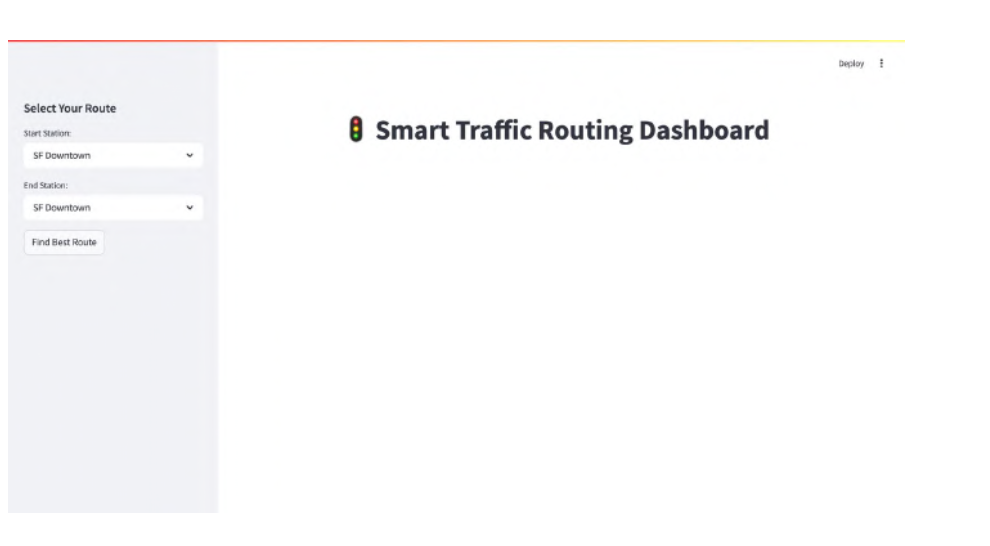 Deploy
Select Your Route
Start Station:
SF Downtown
End Station:
SF Downtown
Find Best Route
Smart Traffic Routing Dashboard